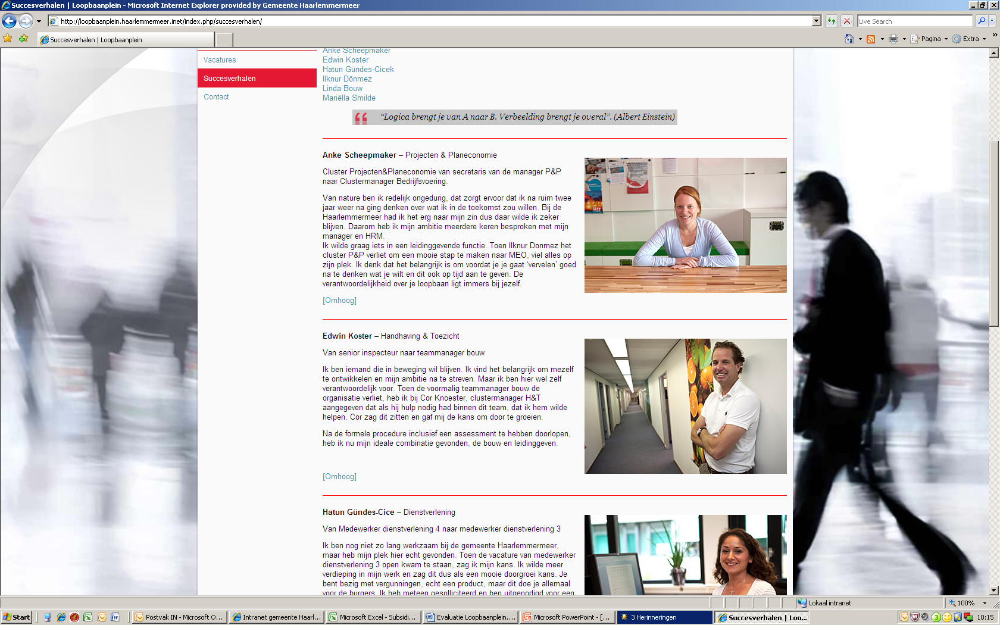 Succesverhalen | Loopbaanplein - Microsoft Internet Explorer provided by Gemeente Haarlemmermeer
http://loopbaanplein.haarlemmermeer.inet/index.php/succesverhalen/
Live Search
Succesverhalen | Loopbaanplein
Pagina
Extra
Vacatures
Succesverhalen
Contact
Anke Scheepmaker
Edwin Koster
Hatun Gündes-Cicek
Ilknur Dönmez
Linda Bouw
Mariëlla Smilde
“Logica brengt je van A naar B. Verbeelding brengt je overal”. (Albert Einstein)
Anke Scheepmaker – Projecten & Planeconomie
Cluster Projecten&Planeconomie van secretaris van de manager P&P
naar Clustermanager Bedrijfsvoering.
Van nature ben ik redelijk ongedurig, dat zorgt ervoor dat ik na ruim twee
jaar weer na ging denken over wat ik in de toekomst zou willen. Bij de
Haarlemmermeer had ik het erg naar mijn zin dus daar wilde ik zeker
blijven. Daarom heb ik mijn ambitie meerdere keren besproken met mijn
manager en HRM.
Ik wilde graag iets in een leidinggevende functie. Toen Ilknur Donmez het
cluster P&P verliet om een mooie stap te maken naar MEO, viel alles op
zijn plek. Ik denk dat het belangrijk is om voordat je je gaat ‘vervelen’ goed
na te denken wat je wilt en dit ook op tijd aan te geven. De
verantwoordelijkheid over je loopbaan ligt immers bij jezelf.
[Omhoog]
UIT
Edwin Koster – Handhaving & Toezicht
Van senior inspecteur naar teammanager bouw
Ik ben iemand die in beweging wil blijven. Ik vind het belangrijk om mezelf
te ontwikkelen en mijn ambitie na te streven. Maar ik ben hier wel zelf
verantwoordelijk voor. Toen de voormalig teammanager bouw de
organisatie verliet, heb ik bij Cor Knoester, clustermanager H&T
aangegeven dat als hij hulp nodig had binnen dit team, dat ik hem wilde
helpen. Cor zag dit zitten en gaf mij de kans om door te groeien.
Na de formele procedure inclusief een assessment te hebben doorlopen,
heb ik nu mijn ideale combinatie gevonden, de bouw en leidinggeven.
[Omhoog]
Hatun Gündes-Cice – Dienstverlening
Van Medewerker dienstverlening 4 naar medewerker dienstverlening 3
Ik ben nog niet zo lang werkzaam bij de gemeente Haarlemmermeer,
maar heb mijn plek hier echt gevonden. Toen de vacature van medewerker
dienstverlening 3 open kwam te staan, zag ik mijn kans. Ik wilde meer
verdieping in mijn werk en zag dit dus als een mooie doorgroei kans. Je
bent bezig met vergunningen, echt een product, maar dit doe je allemaal
voor de burgers. Ik heb meteen gesolliciteerd en ben uitgenodigd voor een
Lokaal intranet
100%
Start
Postvak IN - Microsoft O...
Intranet gemeente Haarl...
Microsoft Excel - Subsidi...
Evaluatie Loopbaanplein....
Microsoft PowerPoint - [...
3 Herinneringen
Succesverhalen | Loo...
10:15